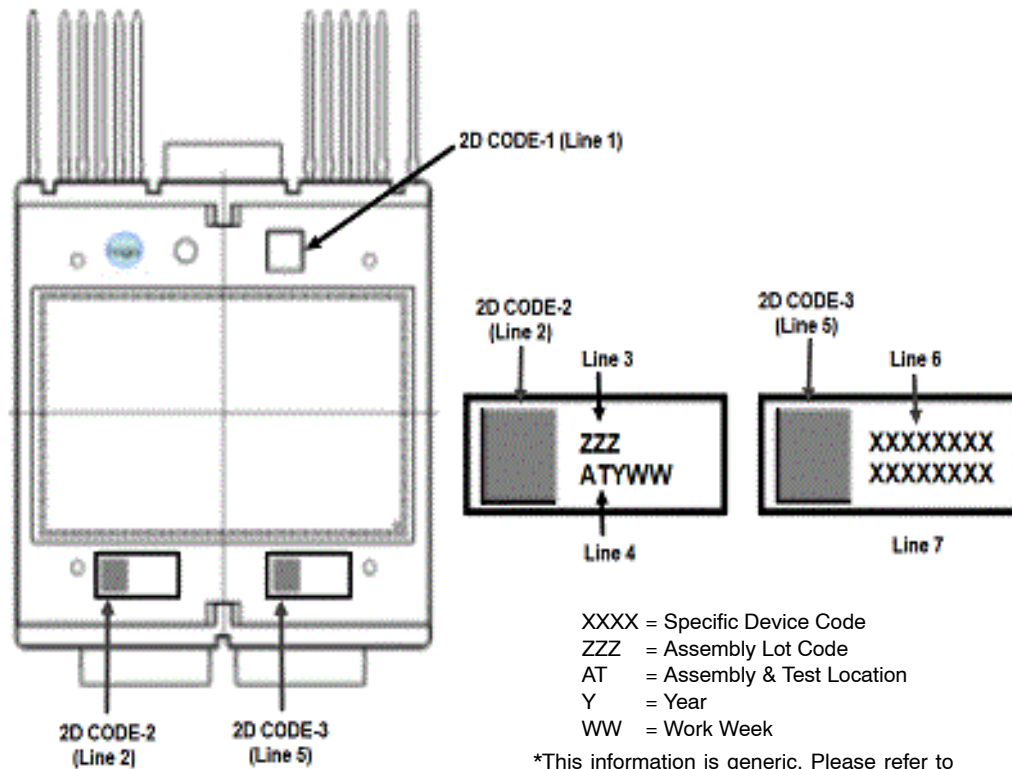 2D CODE-1 (Line 1)
2D CODE-2
(Line 2)
Line 3
ZZZ
ATYWW
Line 4
2D CODE-3
(Line 5)
Line 6
XXXXXXXX
XXXXXXXX
Line 7
2D CODE-2
(Line 2)
2D CODE-3
(Line 5)
XXXX = Specific Device Code
ZZZ = Assembly Lot Code
AT = Assembly & Test Location
Y = Year
WW = Work Week
*This information is generic. Please refer to